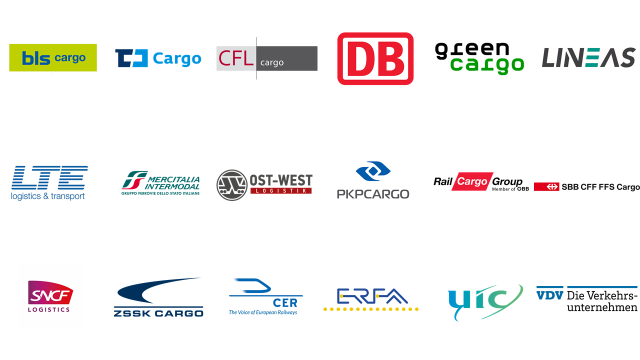 bls cargo
Cargo
CFL cargo
DB
green
cargo
LINEAS
LTE
logistics & transport
MERCITALIA
INTERMODAL
GRUPPO FERROVIE DELLO STATO ITALIANE
OST-WEST
LOGISTIK
PKPCARGO
Rail Cargo Group
Member of ÖBB
SBB CFF FFS Cargo
SNCF
LOGISTICS
ZSSK CARGO
CER
The Voice of European Railways
ERFA
uic
VDV Die Verkehrs-
unternehmen